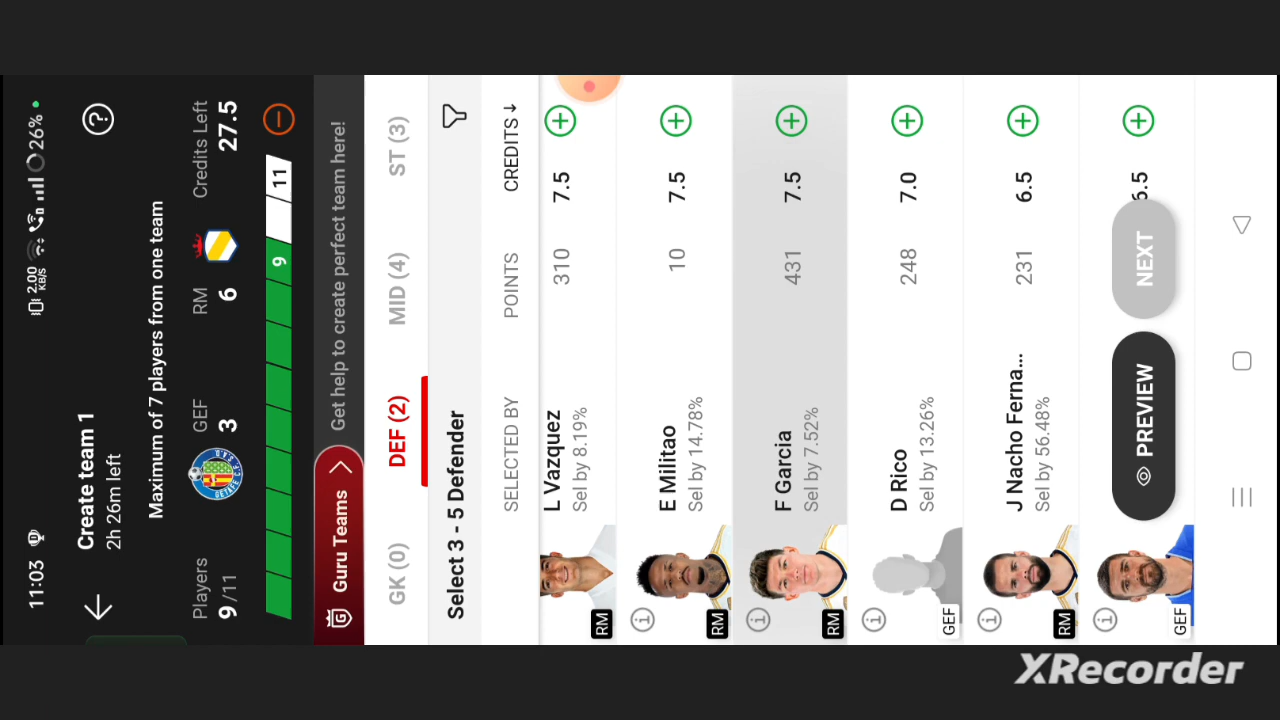 11:03
2.00 KB/S
26%
Create team 1
2h 26m left
Maximum of 7 players from one team
Players
9 /11
GEF
3
RM
6
Credits Left
27.5
9
11
Guru Teams
Get help to create perfect team here!
GK (0)
DEF (2)
MID (4)
ST (3)
Select 3 - 5 Defender
SELECTED BY
POINTS
CREDITS ↓
RM
L Vazquez
Sel by 8.19%
310
7.5
RM
E Militao
Sel by 14.78%
10
7.5
RM
F Garcia
Sel by 7.52%
431
7.5
GEF
D Rico
Sel by 13.26%
248
7.0
RM
J Nacho Ferna...
Sel by 56.48%
231
6.5
GEF
6.5
PREVIEW
NEXT
XRecorder